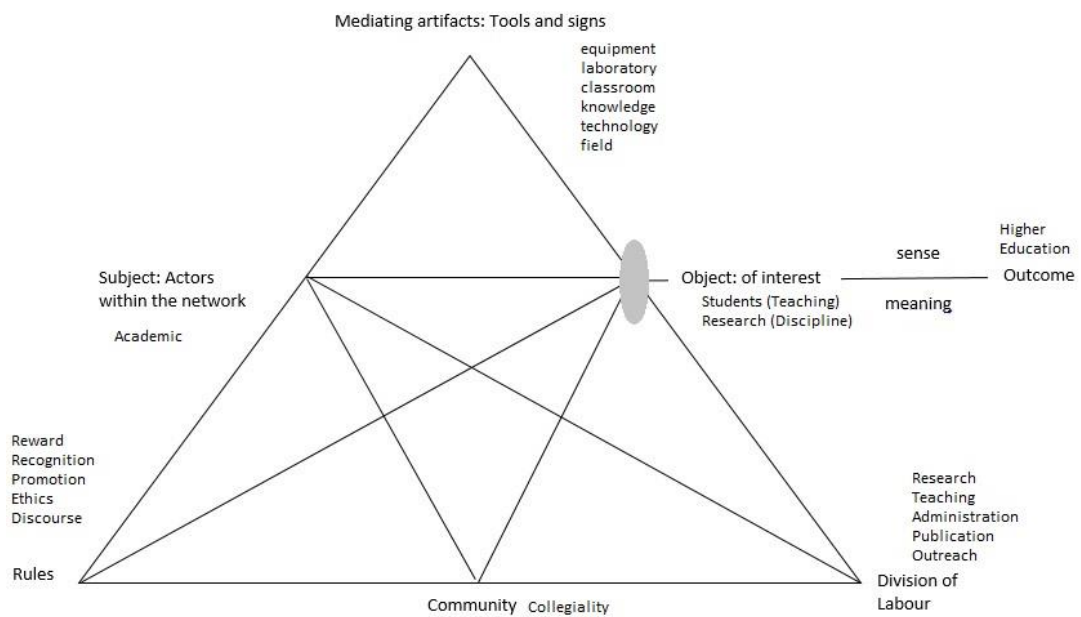 Mediating artifacts: Tools and signs
equipment
laboratory
classroom
knowledge
technology
field
Subject: Actors
within the network
Academic
Object: of interest
Students (Teaching)
Research (Discipline)
sense
meaning
Higher
Education
Outcome
Reward
Recognition
Promotion
Ethics
Discourse
Rules
Community Collegiality
Research
Teaching
Administration
Publication
Outreach
Division of
Labour